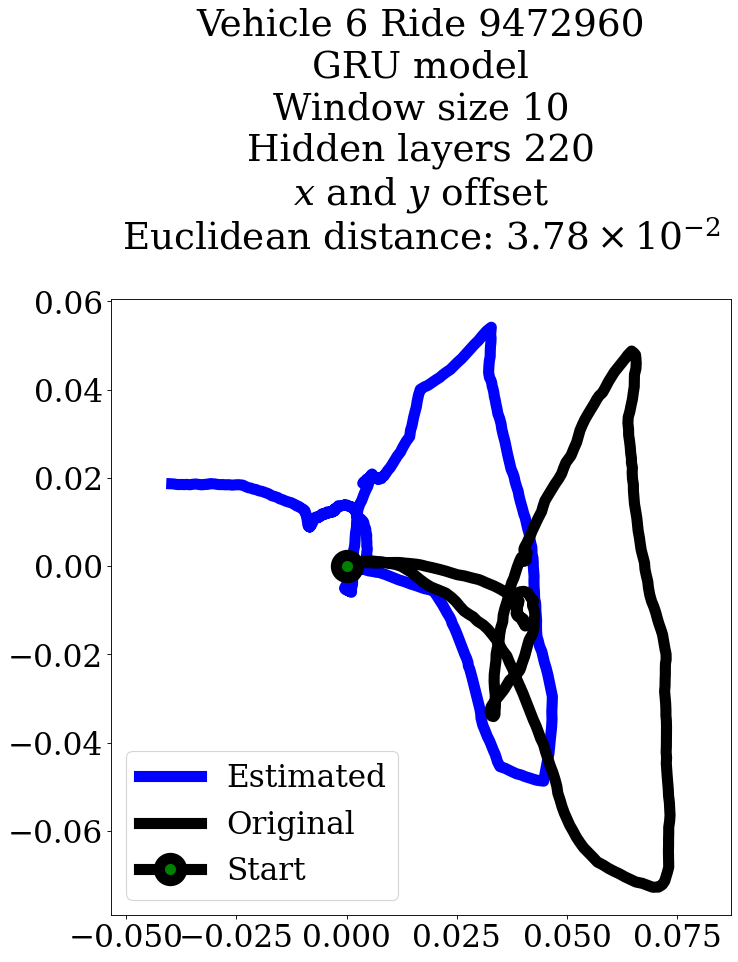 Vehicle 6 Ride 9472960
GRU model
Window size 10
Hidden layers 220
x and y offset
Euclidean distance: 3.78 × 10⁻²
0.06
0.04
0.02
0.00
−0.02
−0.04
−0.06
Estimated
Original
Start
−0.050 −0.025 0.000 0.025 0.050 0.075